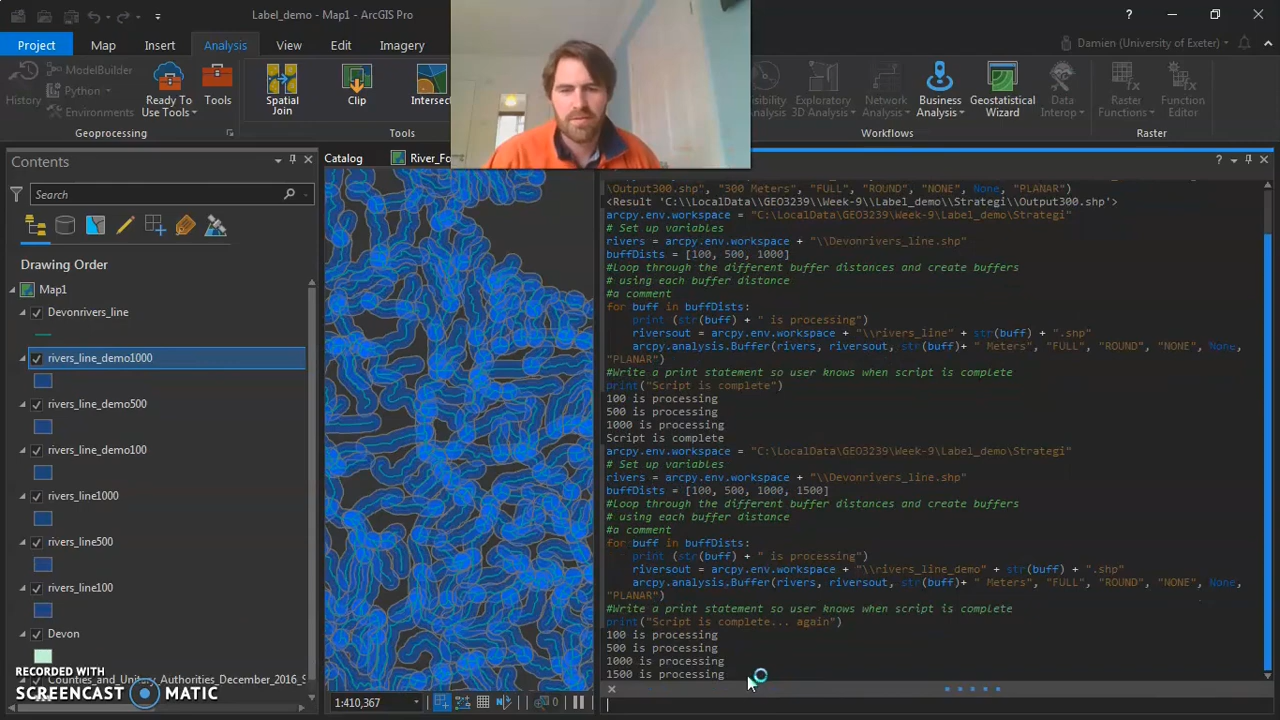 Label_demo - Map1 - ArcGIS Pro
?
Project
Map
Insert
Analysis
View
Edit
Imagery
Damien (University of Exeter)
History
ModelBuilder
Python
Environments
Ready To
Use Tools
Tools
Geoprocessing
Spatial
Join
Clip
Intersec
Tools
Exploratory
3D Analysis
Network
Analysis
Business
Analysis
Geostatistical
Wizard
Data
Interop
Workflows
Raster
Functions
Function
Editor
Raster
Contents
Search
Drawing Order
Map1
Devonrivers_line
rivers_line_demo1000
rivers_line_demo500
rivers_line_demo100
rivers_line1000
rivers_line500
rivers_line100
Devon
Counties_and_Unitary_Authorities_December_2016_S
RECORDED WITH
SCREENCAST MATIC
Catalog
River_Fo
1:410,367
0
?
\Output300.shp", "300 Meters", "FULL", "ROUND", "NONE", None, "PLANAR")
<Result 'C:\\LocalData\\GEO3239\\Week-9\\Label_demo\\Strategi\\Output300.shp'>
arcpy.env.workspace = "C:\LocalData\GEO3239\Week-9\Label_demo\Strategi"
# Set up variables
rivers = arcpy.env.workspace + "\\Devonrivers_line.shp"
buffDists = [100, 500, 1000]
#Loop through the different buffer distances and create buffers
# using each buffer distance
#a comment
for buff in buffDists:
print (str(buff) + " is processing")
riversout = arcpy.env.workspace + "\\rivers_line" + str(buff) + ".shp"
arcpy.analysis.Buffer(rivers, riversout, str(buff)+ " Meters", "FULL", "ROUND", "NONE", None,
"PLANAR")
#Write a print statement so user knows when script is complete
print("Script is complete")
100 is processing
500 is processing
1000 is processing
Script is complete
arcpy.env.workspace = "C:\LocalData\GEO3239\Week-9\Label_demo\Strategi"
# Set up variables
rivers = arcpy.env.workspace + "\\Devonrivers_line.shp"
buffDists = [100, 500, 1000, 1500]
#Loop through the different buffer distances and create buffers
# using each buffer distance
#a comment
for buff in buffDists:
print (str(buff) + " is processing")
riversout = arcpy.env.workspace + "\\rivers_line_demo" + str(buff) + ".shp"
arcpy.analysis.Buffer(rivers, riversout, str(buff)+ " Meters", "FULL", "ROUND", "NONE", None,
"PLANAR")
#Write a print statement so user knows when script is complete
print("Script is complete... again")
100 is processing
500 is processing
1000 is processing
1500 is processing